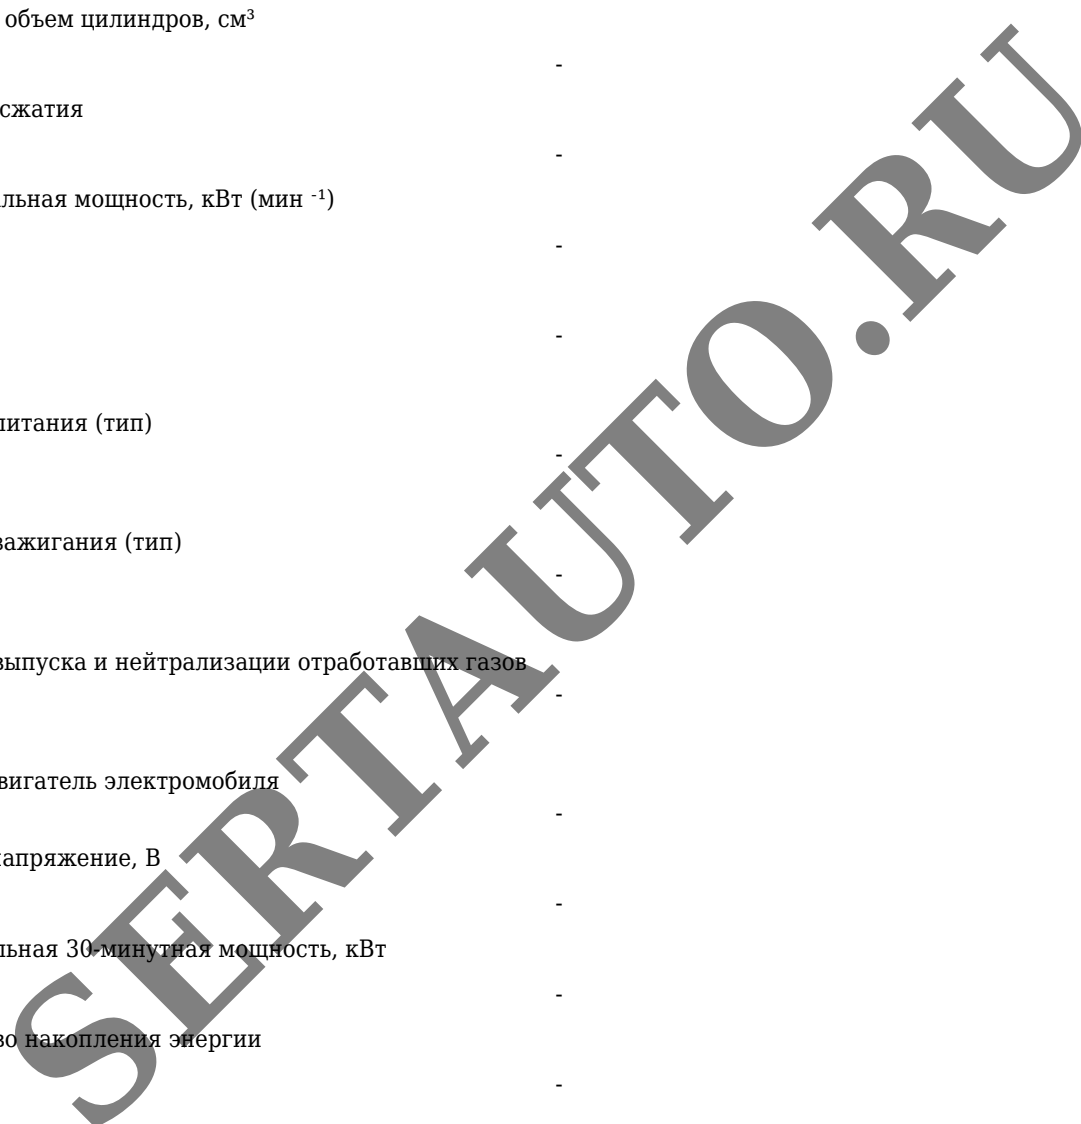 объем цилиндров, см³
-
сжатия
-
льная мощность, кВт (мин ⁻¹)
-
-
питания (тип)
-
зажигания (тип)
-
выпуска и нейтрализации отработавших газов
-
вигатель электромобиля
-
напряжение, В
-
льная 30-минутная мощность, кВт
-
во накопления энергии
-
SERTAUTO.RU